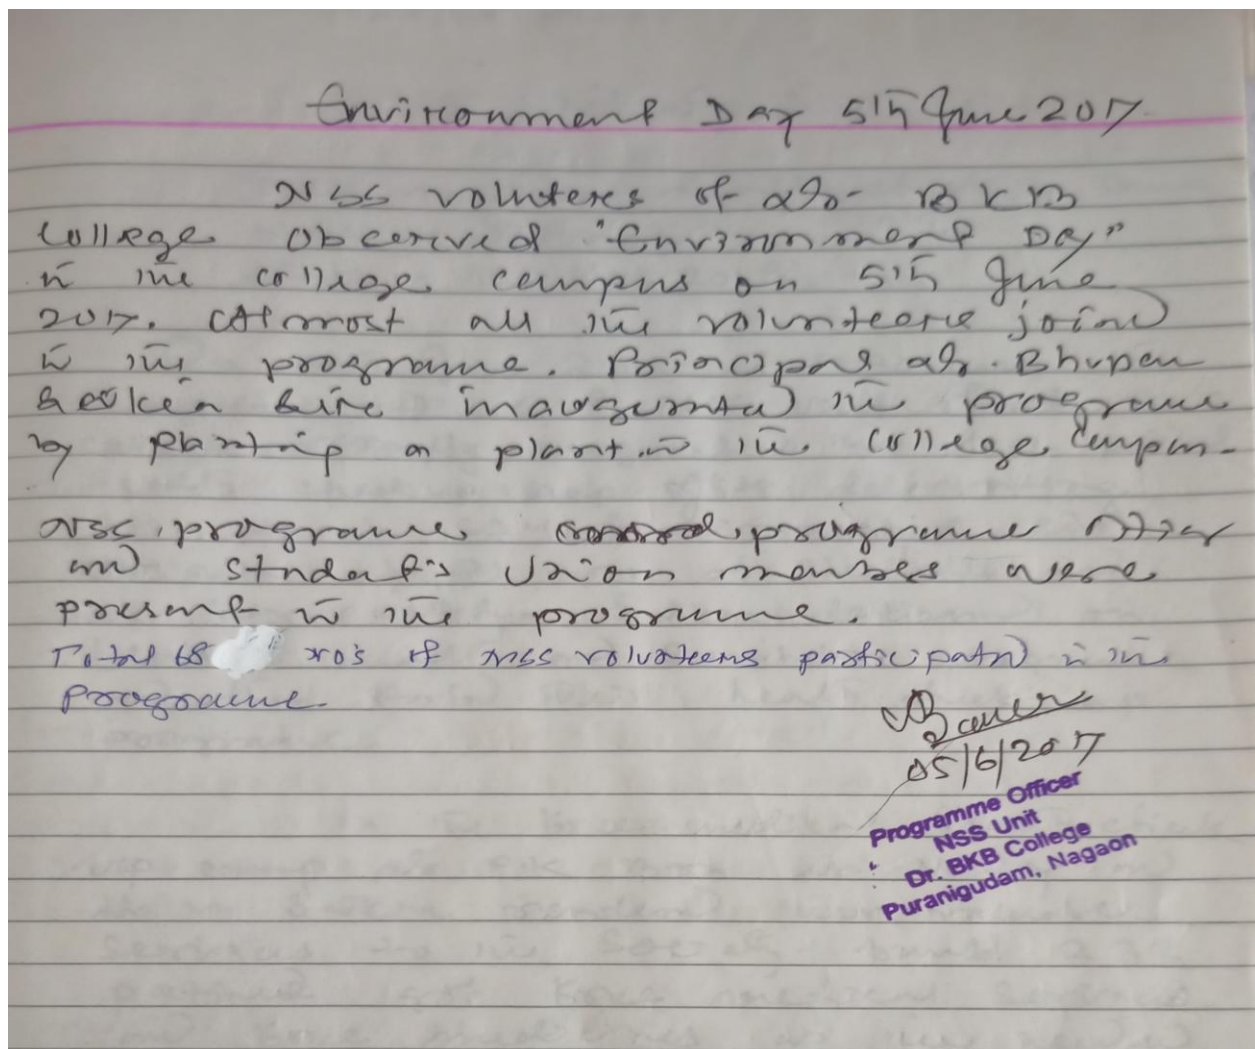 Environment Day 5th June 2017
NSS volunteres of Dr. BKB
College Observed "Environment Day"
in the college campus on 5th June
2017. Almost all the volunteers joined
in the programme. Principal Dr. Bhupen
Saikia Sir inaugurated the programme
by planting a plant in the College Campus.
NSS, programme programme Officer
and Student's Union members were
present in the programme.
Total 68 no's of NSS volunteers participated in the
programme.
05/6/2017
Programme Officer
NSS Unit
Dr. BKB College
Puranigudam, Nagaon